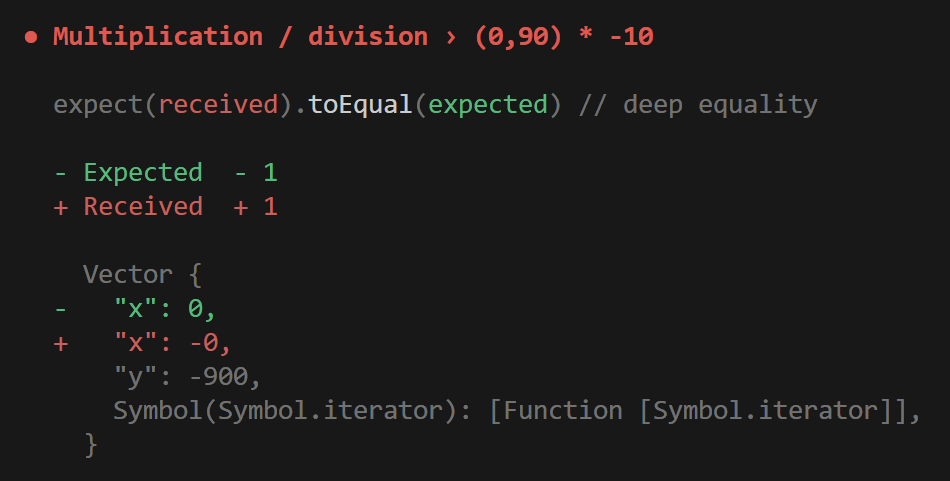 ● Multiplication / division › (0,90) * -10
expect(received).toEqual(expected) // deep equality
- Expected  - 1
+ Received  + 1
Vector {
-   "x": 0,
+   "x": -0,
"y": -900,
Symbol(Symbol.iterator): [Function [Symbol.iterator]],
}